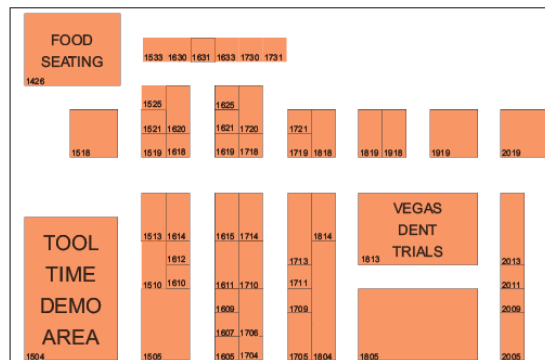 FOOD
SEATING
1426
1533 1630 1631 1633 1730 1731
1525 1625
1521 1620 1621 1720 1721
1518 1519 1618 1619 1718 1719 1818 1819 1918 1919 2019
TOOL
TIME
DEMO
AREA
1504
1513 1614 1615 1714 1814
VEGAS
DENT
TRIALS
1813
1612 1713
1510 1610 1611 1710 1711 2013
2011
1609 1709 2009
1607 1706
1505 1605 1704 1705 1804 1805 2005